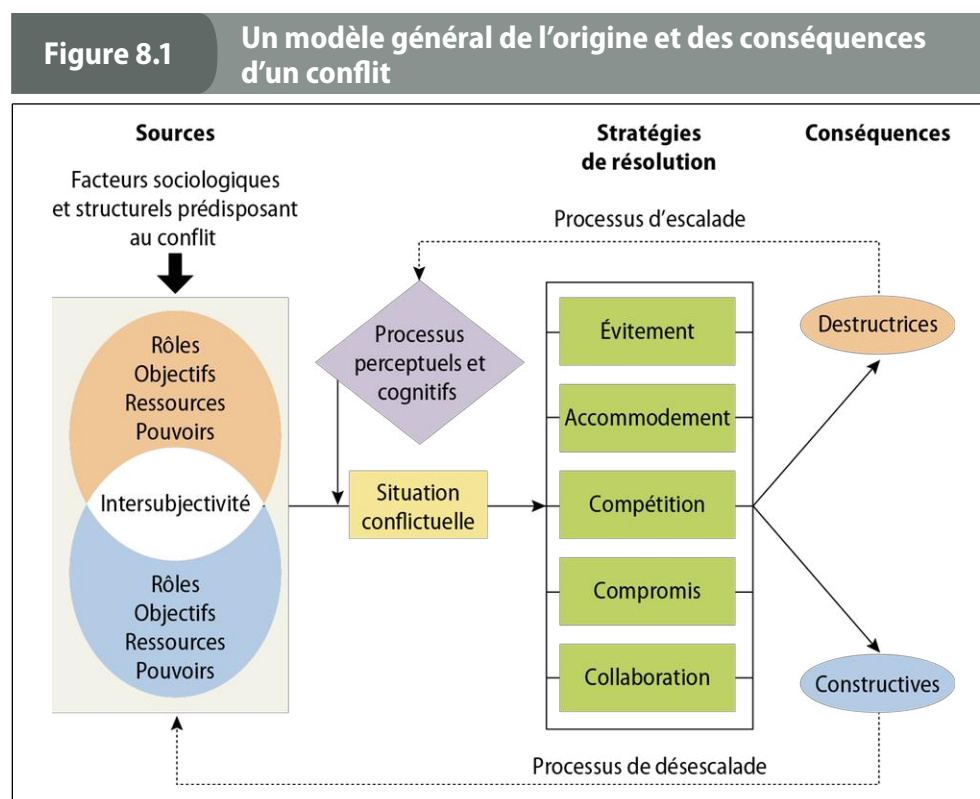 Figure 8.1
Un modèle général de l'origine et des conséquences
d'un conflit
Sources
Stratégies
de résolution
Conséquences
Facteurs sociologiques
et structurels prédisposant
au conflit
Processus d'escalade
Rôles
Objectifs
Ressources
Pouvoirs
Intersubjectivité
Rôles
Objectifs
Ressources
Pouvoirs
Processus
perceptuels et
cognitifs
Situation
conflictuelle
Évitement
Accommodement
Compétition
Compromis
Collaboration
Destructrices
Constructives
Processus de désescalade